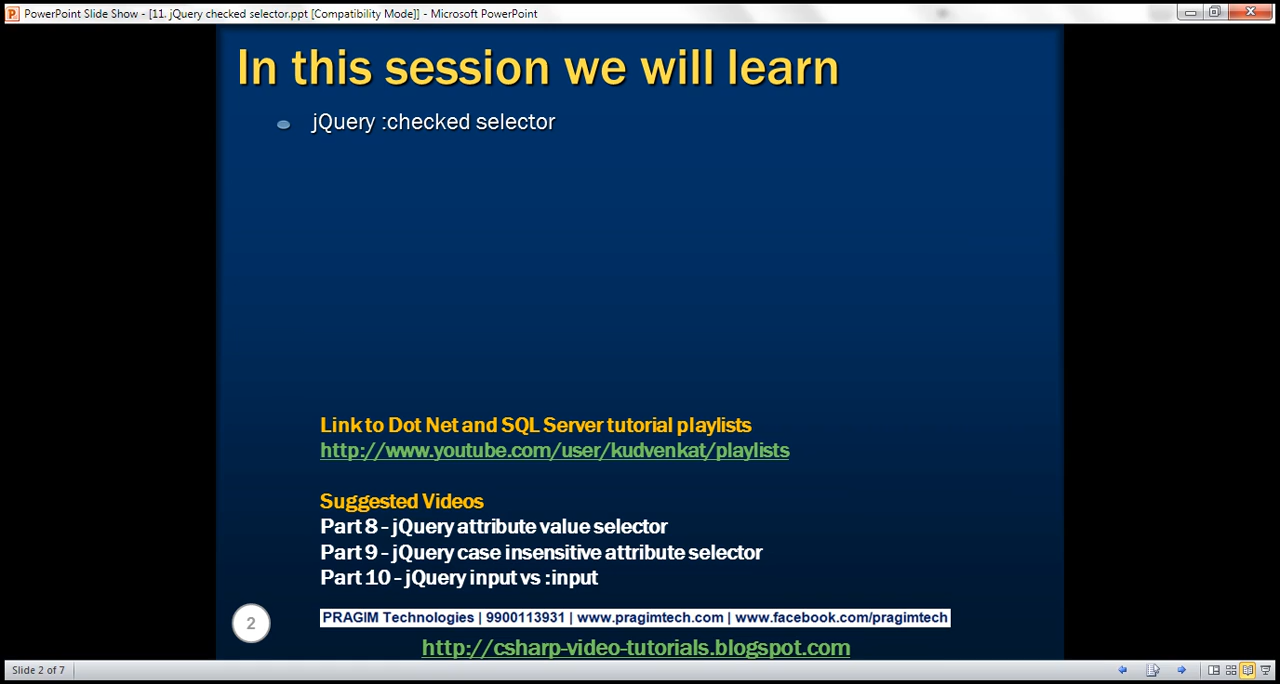 PowerPoint Slide Show - [11. jQuery checked selector.ppt [Compatibility Mode]] - Microsoft PowerPoint
In this session we will learn
jQuery :checked selector
Link to Dot Net and SQL Server tutorial playlists
http://www.youtube.com/user/kudvenkat/playlists
Suggested Videos
Part 8 - jQuery attribute value selector
Part 9 - jQuery case insensitive attribute selector
Part 10 - jQuery input vs :input
2
PRAGIM Technologies | 9900113931 | www.pragimtech.com | www.facebook.com/pragimtech
http://csharp-video-tutorials.blogspot.com
Slide 2 of 7